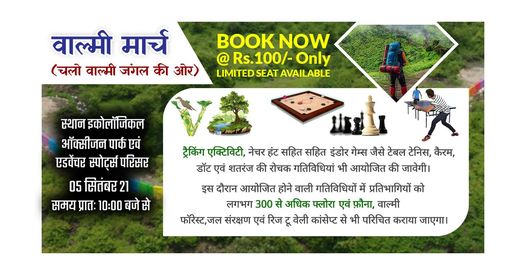 वाल्मी मार्च
(चलो वाल्मी जंगल की ओर)
BOOK NOW
@ Rs.100/- Only
LIMITED SEAT AVAILABLE
स्थान इकोलॉजिकल
ऑक्सीजन पार्क एवं
एडवेंचर स्पोर्ट्स परिसर
05 सितंबर 21
समय प्रातः 10:00 बजे से
ट्रैकिंग एक्टिविटी, नेचर हंट सहित सहित इंडोर गेम्स जैसे टेबल टेनिस, कैरम,
डॉट एवं शतरंज की रोचक गतिविधियां भी आयोजित की जावेगी।
इस दौरान आयोजित होने वाली गतिविधियों में प्रतिभागियों को
लगभग 300 से अधिक फ्लोरा एवं फ़ौना, वाल्मी
फॉरेस्ट,जल संरक्षण एवं रिज टू वेली कांसेप्ट से भी परिचित कराया जाएगा।